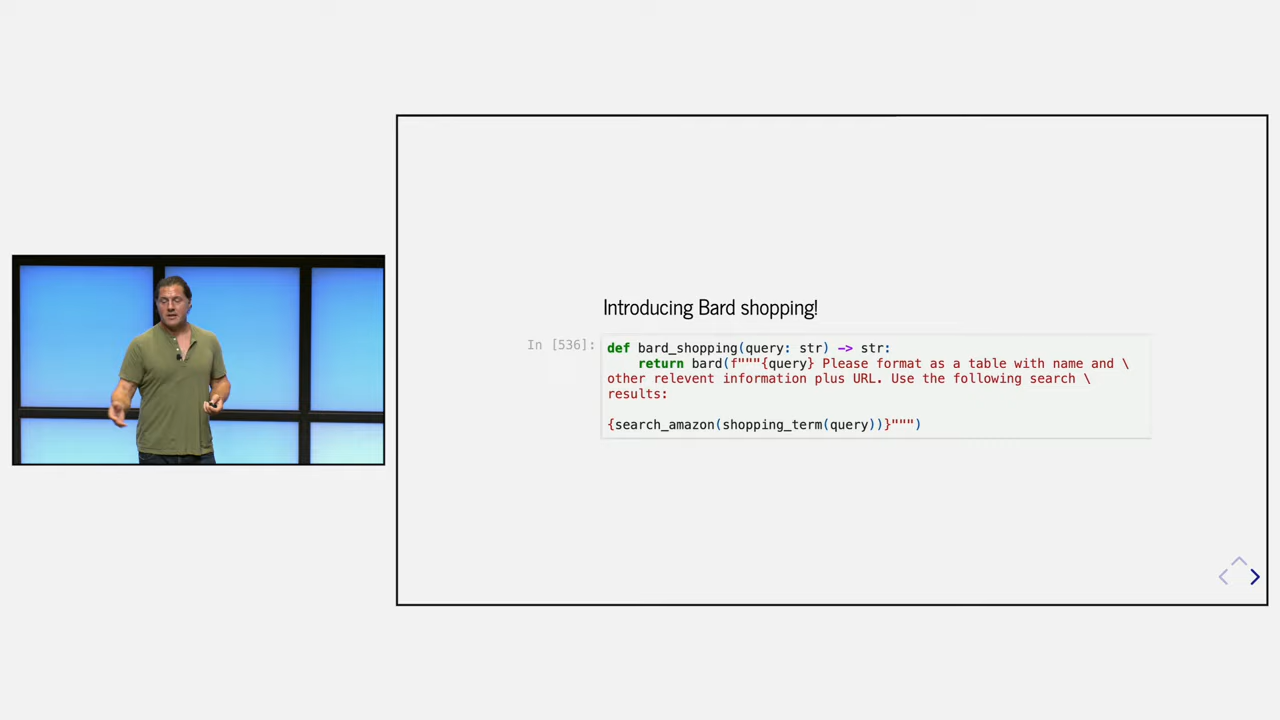 Introducing Bard shopping!
In [536]:
def bard_shopping(query: str) -> str:
    return bard(f"""{query} Please format as a table with name and \
other relevent information plus URL. Use the following search \
results:

{search_amazon(shopping_term(query))}""")